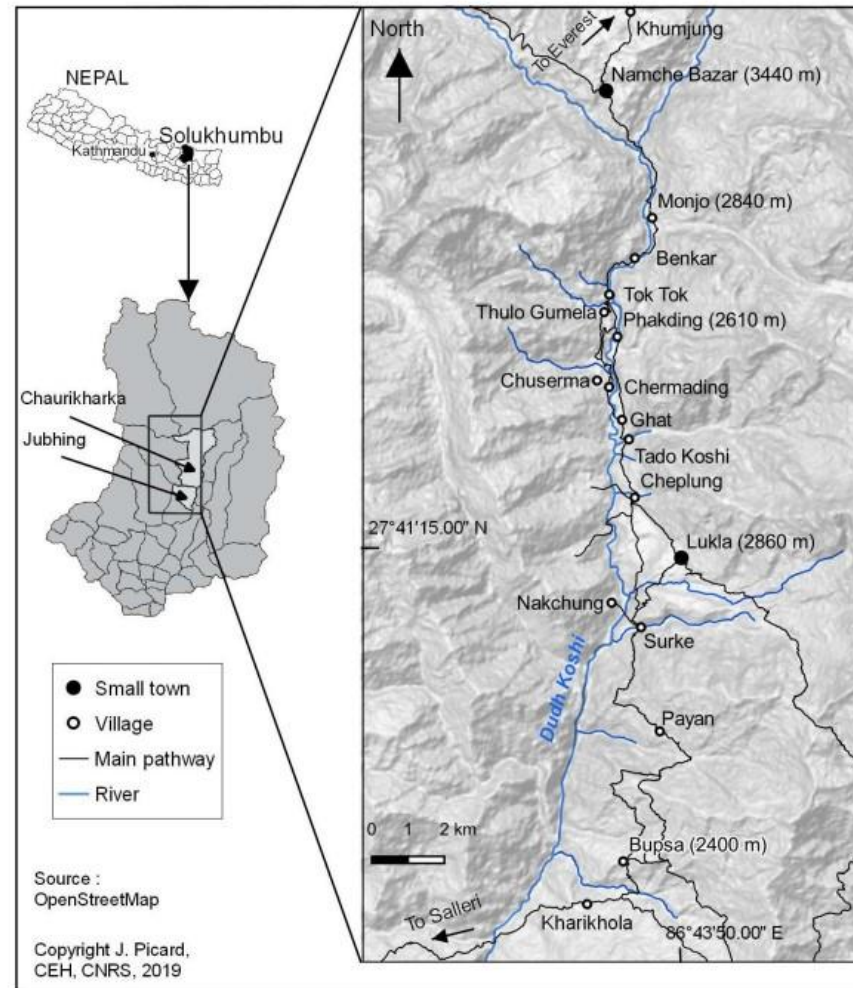 NEPAL
Solukhumbu
Kathmandu
Chaurikharka
Jubhing
Small town
Village
Main pathway
River
Source :
OpenStreetMap
Copyright J. Picard,
CEH, CNRS, 2019
North
To Everest
Khumjung
Namche Bazar (3440 m)
Monjo (2840 m)
Benkar
Tok Tok
Thulo Gumela
Phakding (2610 m)
Chuserma
Chermading
Ghat
Tado Koshi
Cheplung
27°41'15.00" N
Lukla (2860 m)
Nakchung
Surke
Dudh Koshi
Payan
0 1 2 km
Bupsa (2400 m)
Kharikhola
To Salleri
86°43'50.00" E